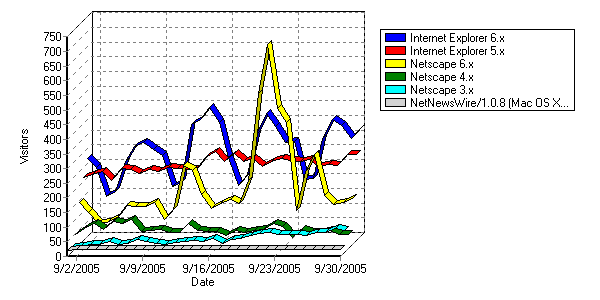 750
700
650
600
550
500
450
400
350
300
250
200
150
100
50
0
Visitors
9/2/2005 9/9/2005 9/16/2005 9/23/2005 9/30/2005
Date
Internet Explorer 6.x
Internet Explorer 5.x
Netscape 6.x
Netscape 4.x
Netscape 3.x
NetNewsWire/1.0.8 (Mac OS X...